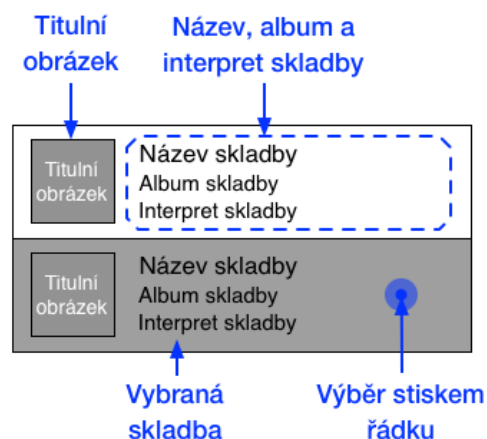 Titulní
obrázek
Název, album a
interpret skladby
Titulní
obrázek
Název skladby
Album skladby
Interpret skladby
Titulní
obrázek
Název skladby
Album skladby
Interpret skladby
Vybraná
skladba
Výběr stiskem
řádku